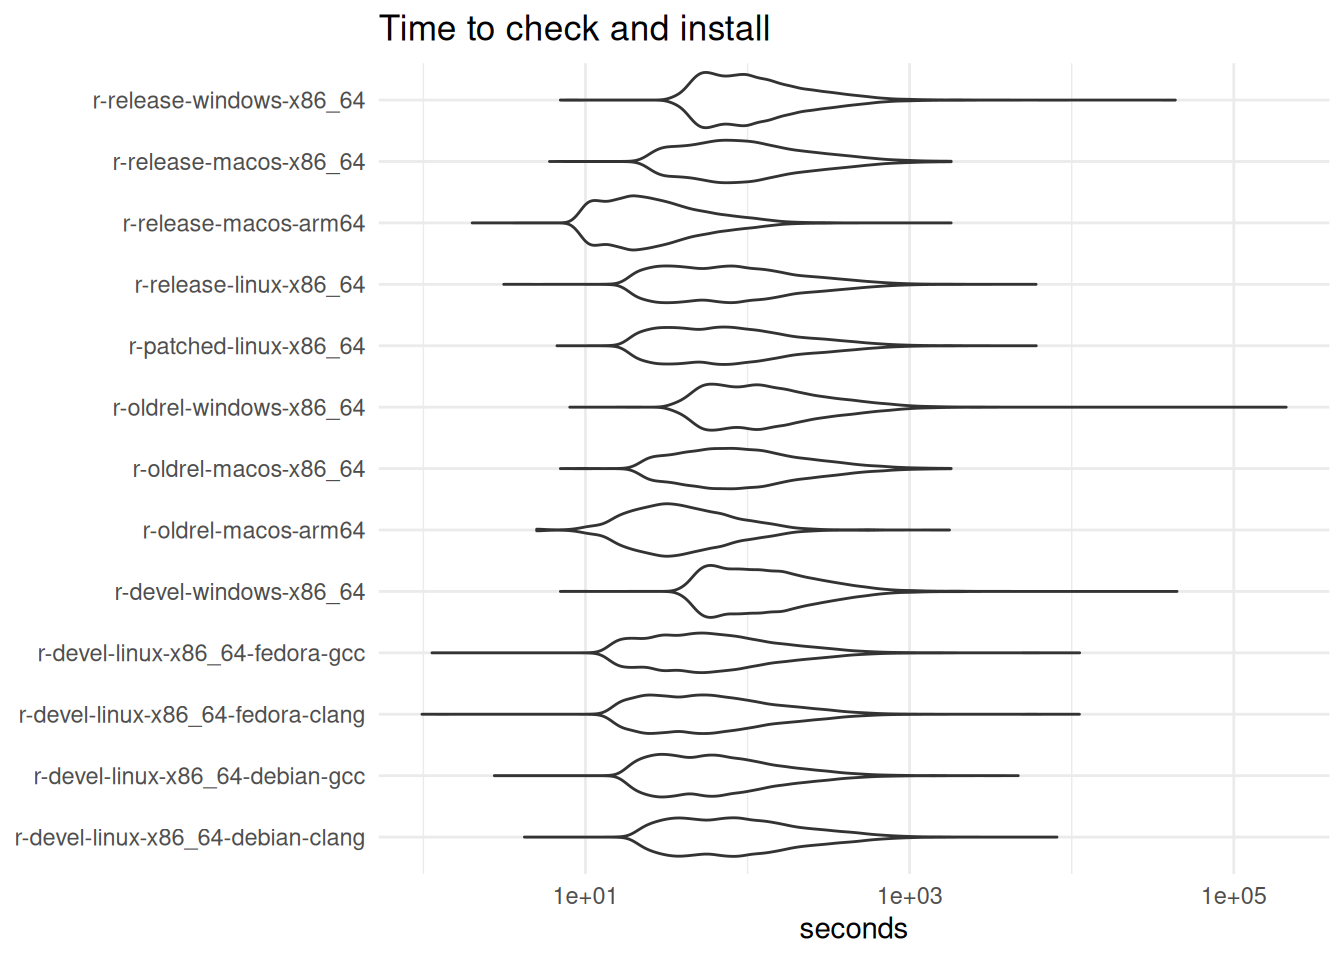 Time to check and install
r-release-windows-x86_64
r-release-macos-x86_64
r-release-macos-arm64
r-release-linux-x86_64
r-patched-linux-x86_64
r-oldrel-windows-x86_64
r-oldrel-macos-x86_64
r-oldrel-macos-arm64
r-devel-windows-x86_64
r-devel-linux-x86_64-fedora-gcc
r-devel-linux-x86_64-fedora-clang
r-devel-linux-x86_64-debian-gcc
r-devel-linux-x86_64-debian-clang
1e+01 1e+03 1e+05
seconds